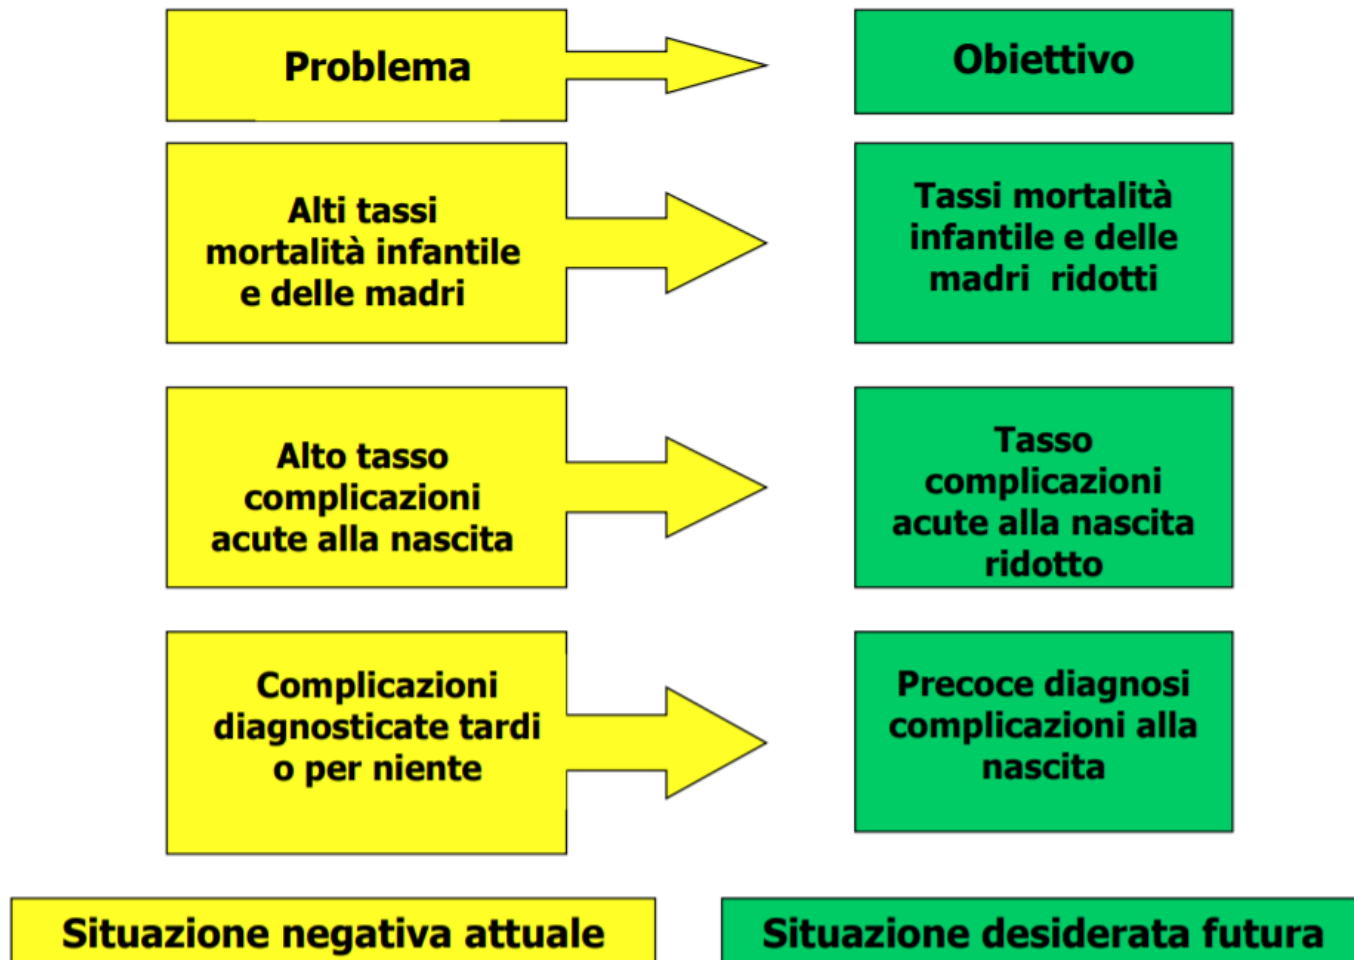 Problema
Obiettivo
Alti tassi
mortalità infantile
e delle madri
Tassi mortalità
infantile e delle
madri ridotti
Alto tasso
complicazioni
acute alla nascita
Tasso
complicazioni
acute alla nascita
ridotto
Complicazioni
diagnosticate tardi
o per niente
Precoce diagnosi
complicazioni alla
nascita
Situazione negativa attuale
Situazione desiderata futura